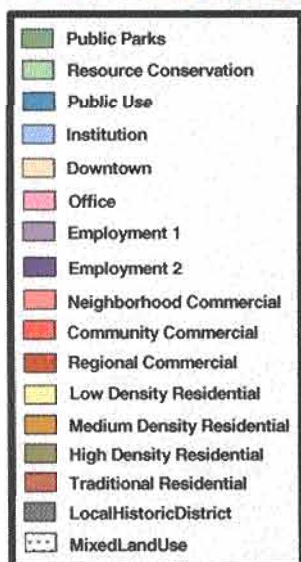 Public Parks
Resource Conservation
Public Use
Institution
Downtown
Office
Employment 1
Employment 2
Neighborhood Commercial
Community Commercial
Regional Commercial
Low Density Residential
Medium Density Residential
High Density Residential
Traditional Residential
LocalHistoricDistrict
MixedLandUse